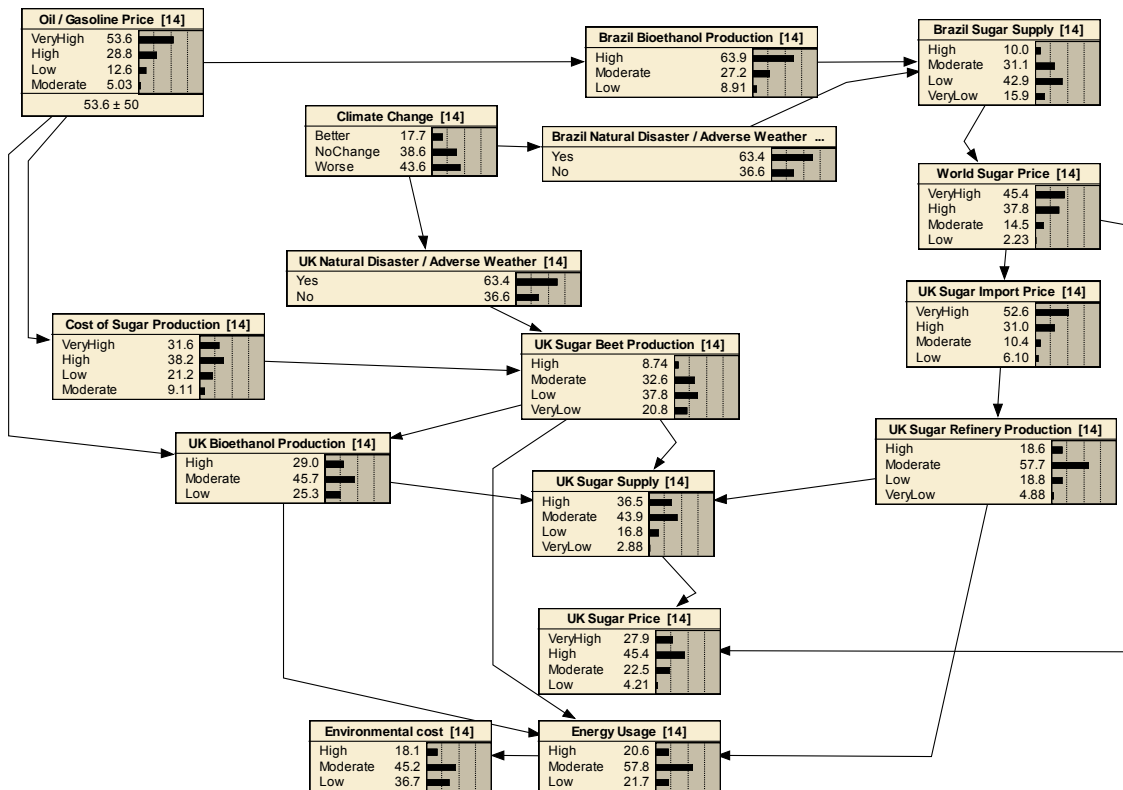 Oil / Gasoline Price [14]
VeryHigh 53.6
High 28.8
Low 12.6
Moderate 5.03
53.6 ± 50
Brazil Bioethanol Production [14]
High 63.9
Moderate 27.2
Low 8.91
Brazil Sugar Supply [14]
High 10.0
Moderate 31.1
Low 42.9
VeryLow 15.9
Climate Change [14]
Better 17.7
NoChange 38.6
Worse 43.6
Brazil Natural Disaster / Adverse Weather ...
Yes 63.4
No 36.6
World Sugar Price [14]
VeryHigh 45.4
High 37.8
Moderate 14.5
Low 2.23
UK Natural Disaster / Adverse Weather [14]
Yes 63.4
No 36.6
UK Sugar Import Price [14]
VeryHigh 52.6
High 31.0
Moderate 10.4
Low 6.10
Cost of Sugar Production [14]
VeryHigh 31.6
High 38.2
Low 21.2
Moderate 9.11
UK Sugar Beet Production [14]
High 8.74
Moderate 32.6
Low 37.8
VeryLow 20.8
UK Bioethanol Production [14]
High 29.0
Moderate 45.7
Low 25.3
UK Sugar Refinery Production [14]
High 18.6
Moderate 57.7
Low 18.8
VeryLow 4.88
UK Sugar Supply [14]
High 36.5
Moderate 43.9
Low 16.8
VeryLow 2.88
UK Sugar Price [14]
VeryHigh 27.9
High 45.4
Moderate 22.5
Low 4.21
Environmental cost [14]
High 18.1
Moderate 45.2
Low 36.7
Energy Usage [14]
High 20.6
Moderate 57.8
Low 21.7